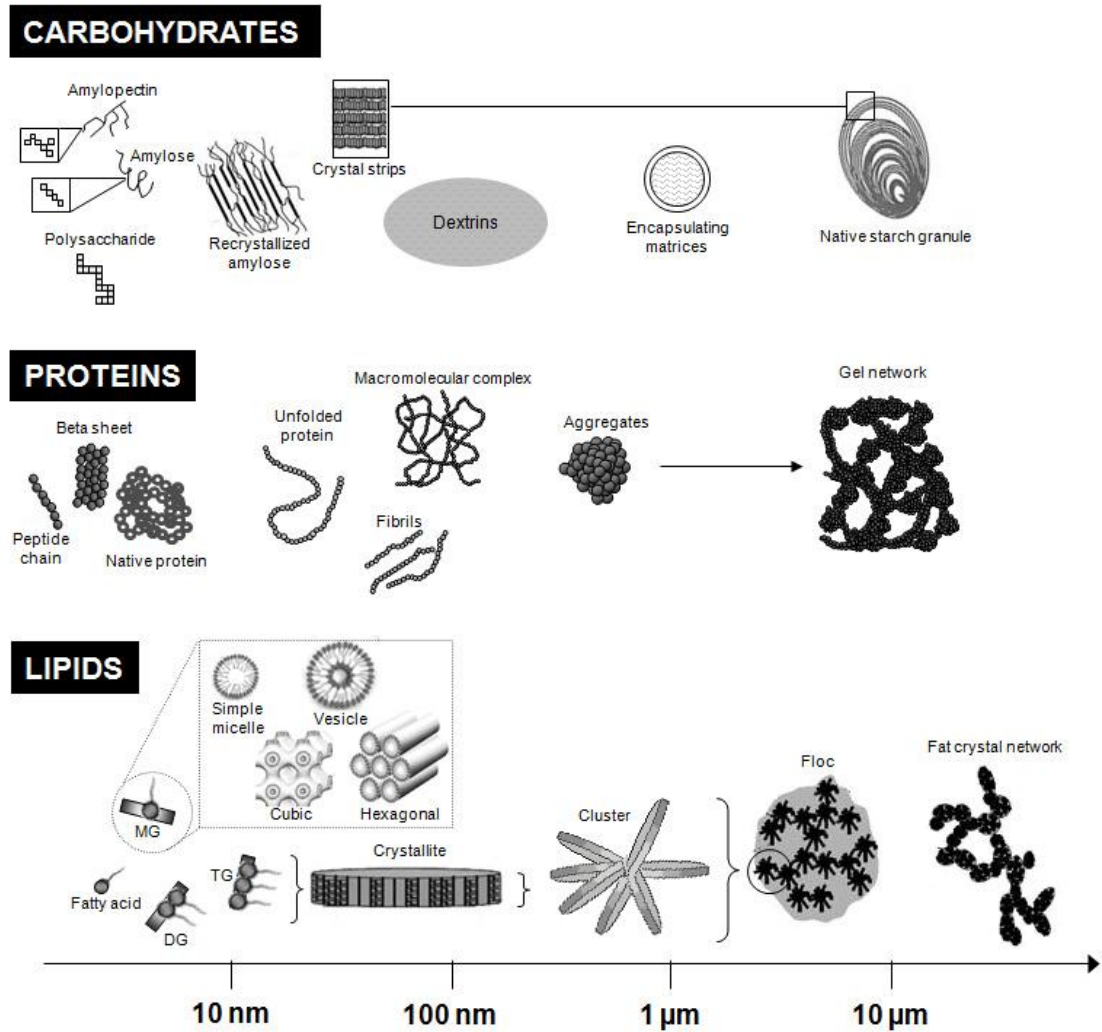 CARBOHYDRATES
Amylopectin
Amylose
Polysaccharide
Recrystallized
amylose
Crystal strips
Dextrins
Encapsulating
matrices
Native starch granule
PROTEINS
Beta sheet
Peptide
chain
Native protein
Unfolded
protein
Macromolecular complex
Fibrils
Aggregates
Gel network
LIPIDS
Simple
micelle
Vesicle
Cubic
Hexagonal
MG
Fatty acid
DG
TG
Crystallite
Cluster
Floc
Fat crystal network
10 nm
100 nm
1 µm
10 µm